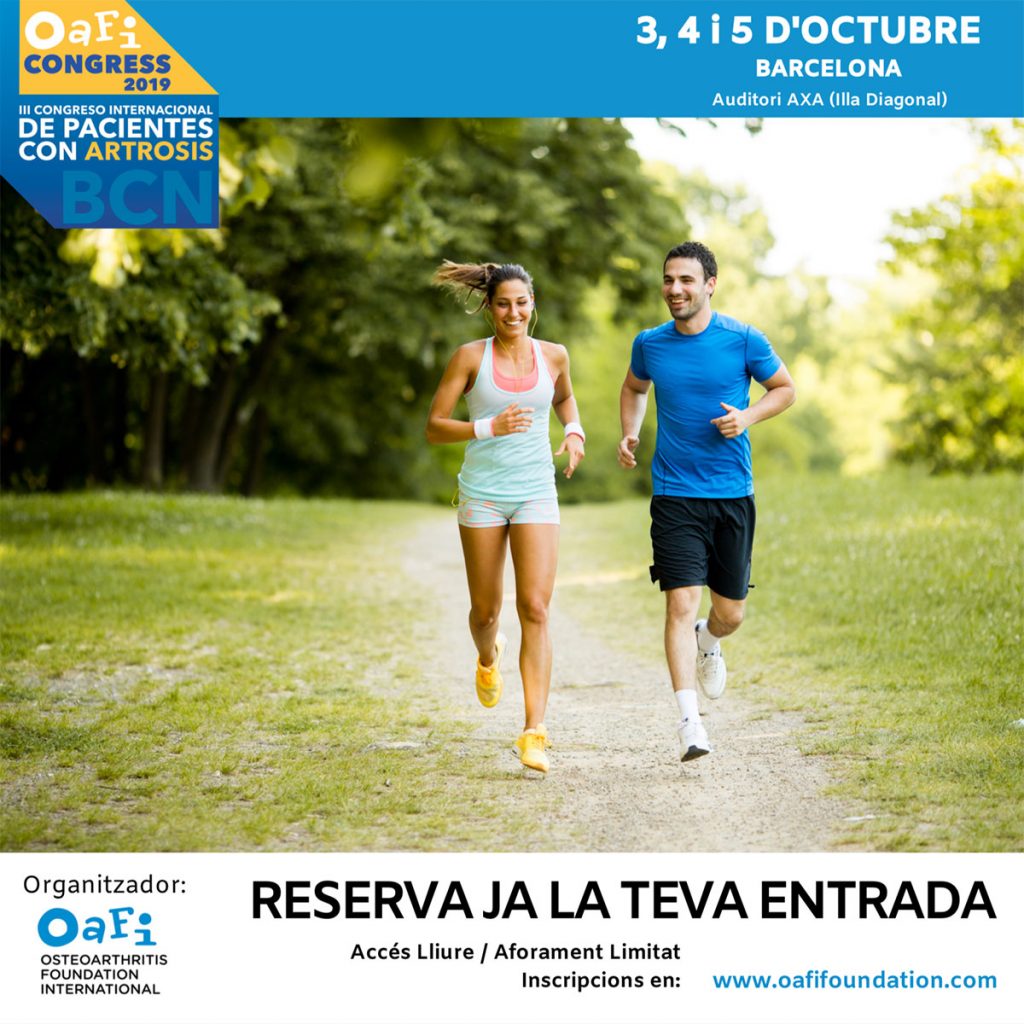 OaFi
CONGRESS
2019
III CONGRESO INTERNACIONAL
DE PACIENTES
CON ARTROSIS
BCN
3, 4 i 5 D'OCTUBRE
BARCELONA
Auditori AXA (Illa Diagonal)
Organitzador:
OaFi
OSTEOARTHRITIS
FOUNDATION
INTERNATIONAL
RESERVA JA LA TEVA ENTRADA
Accés Lliure / Aforament Limitat
Inscripcions en: www.oafifoundation.com